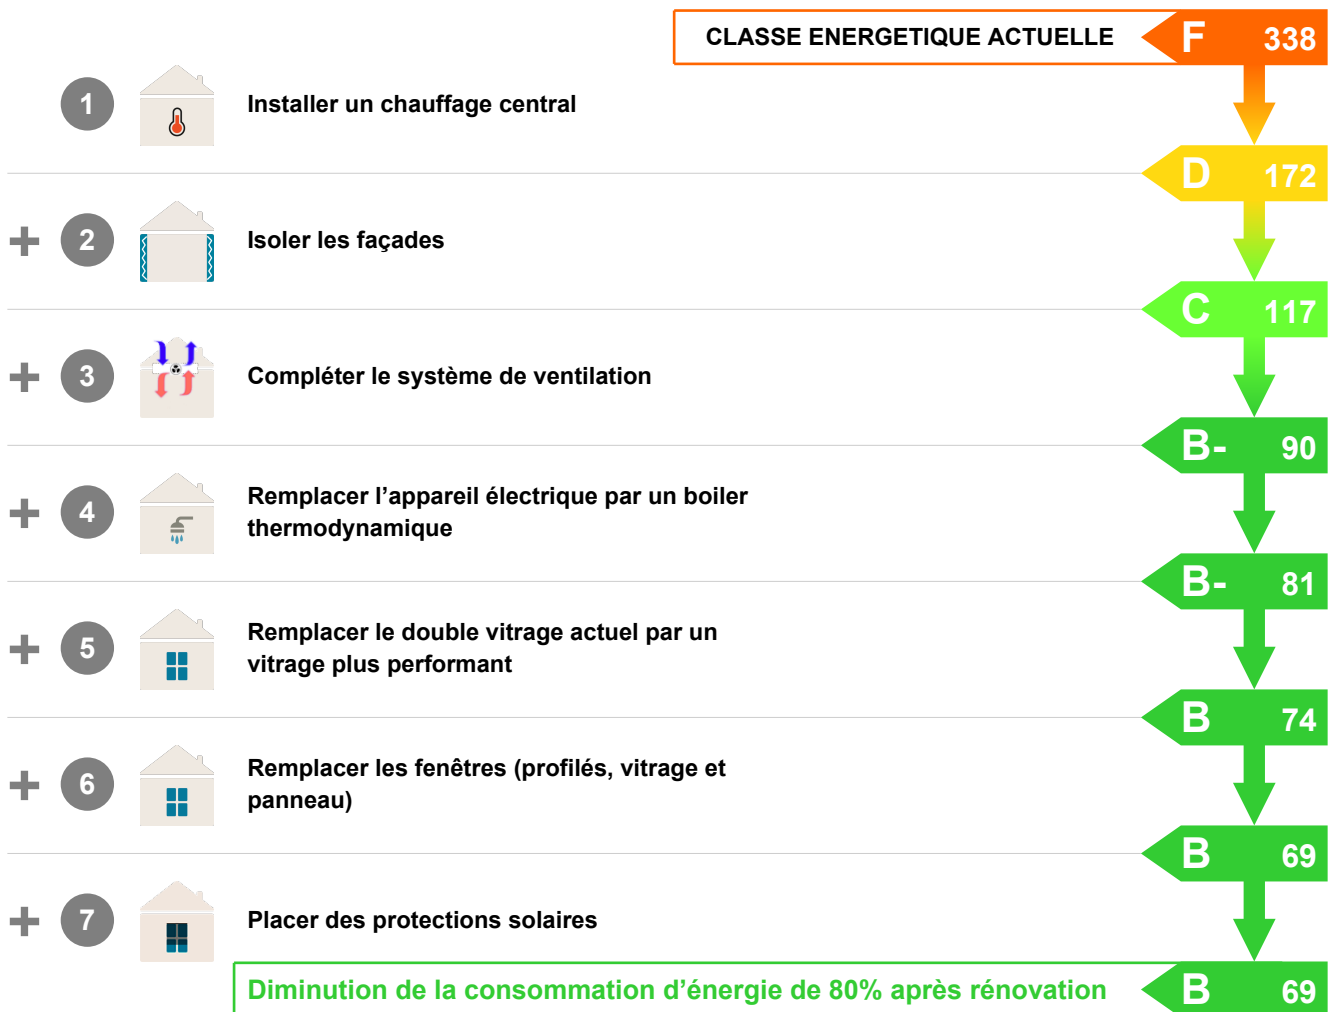 CLASSE ENERGETIQUE ACTUELLE F 338
1 Installer un chauffage central
D 172
+ 2 Isoler les façades
C 117
+ 3 Compléter le système de ventilation
B- 90
+ 4 Remplacer l’appareil électrique par un boiler
thermodynamique
B- 81
+ 5 Remplacer le double vitrage actuel par un
vitrage plus performant
B 74
+ 6 Remplacer les fenêtres (profilés, vitrage et
panneau)
B 69
+ 7 Placer des protections solaires
Diminution de la consommation d’énergie de 80% après rénovation B 69